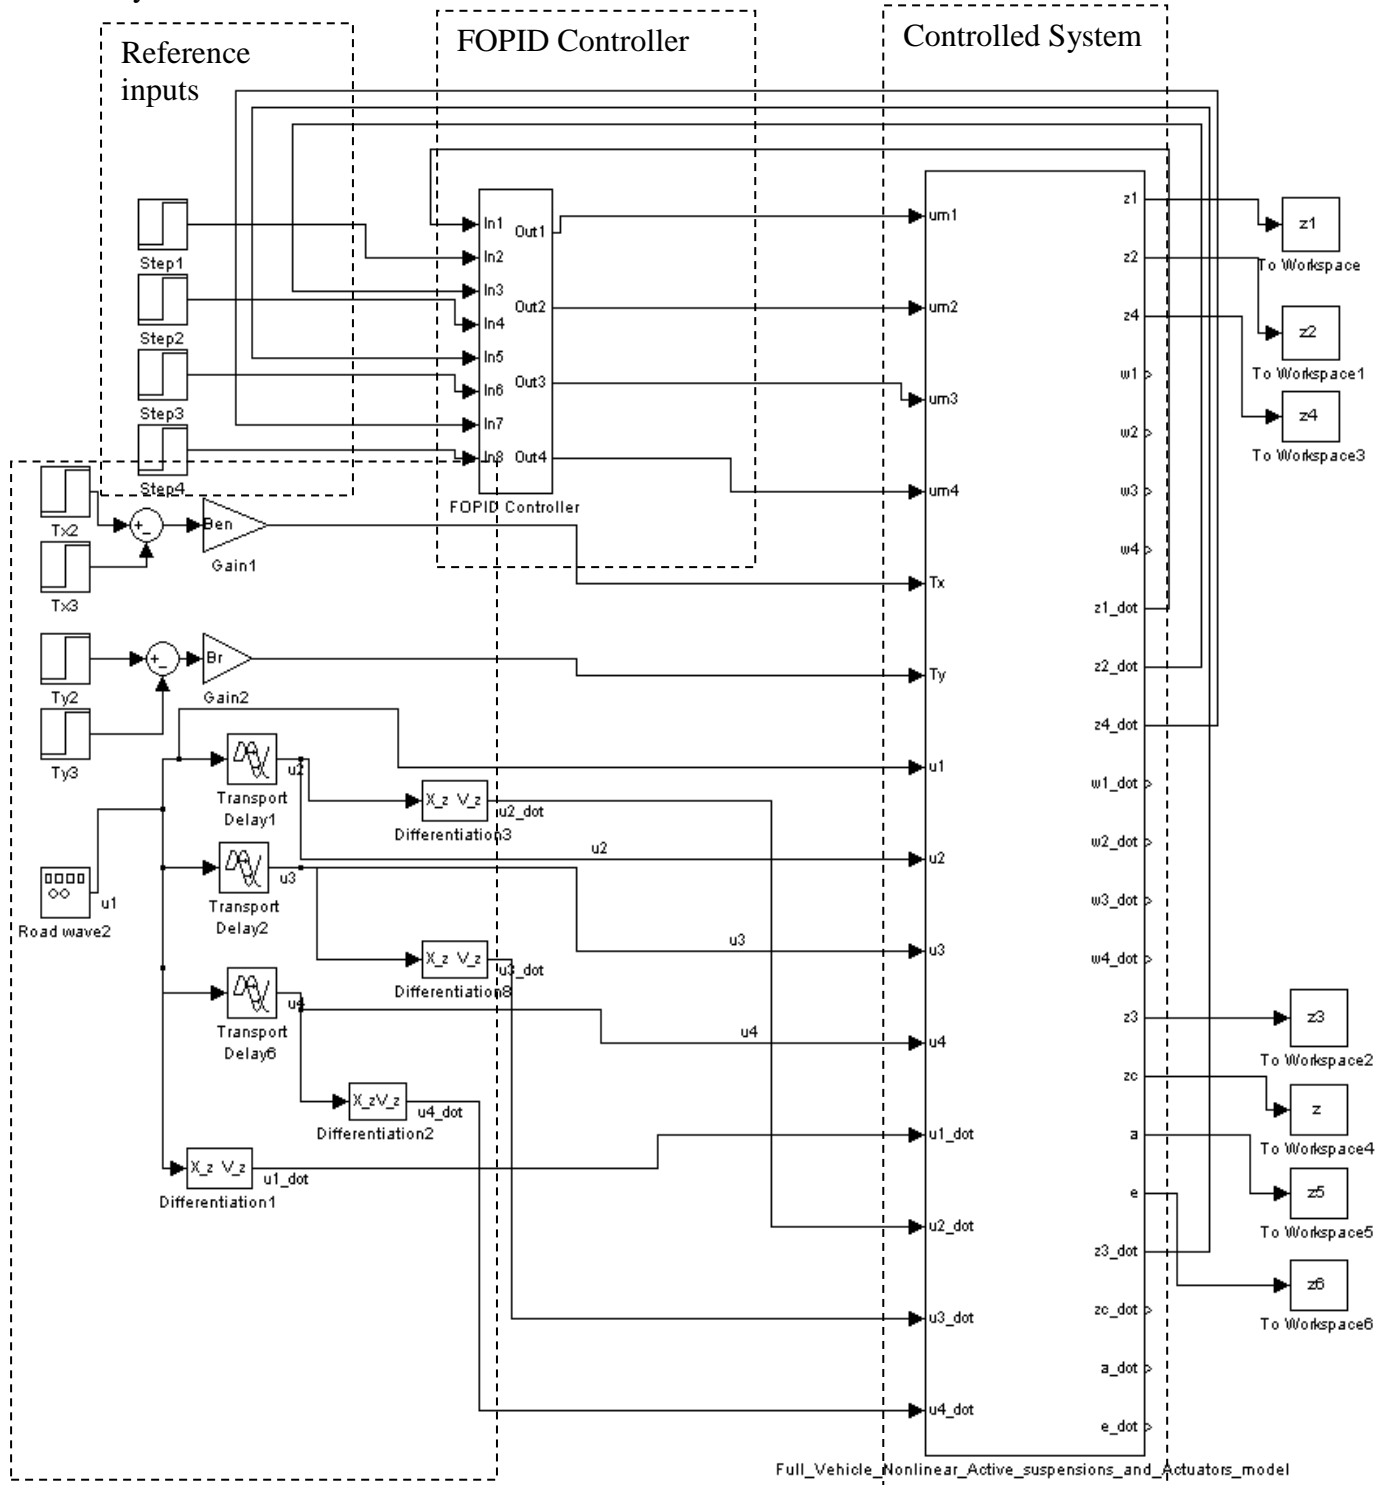 Reference
inputs
FOPID Controller
Controlled System
Step1
Step2
Step3
Step4
In1
In2
In3
In4
In5
In6
In7
In8
Out1
Out2
Out3
Out4
FOPID Controller
Tx2
Tx3
+
-
Ben
Gain1
Ty2
Ty3
+
-
Br
Gain2
Road wave2
u1
u2
Transport
Delay1
u3
Transport
Delay2
u4
Transport
Delay6
X_z V_z
u2_dot
Differentiation3
X_z V_z
u3_dot
Differentiation8
X_zV_z
u4_dot
Differentiation2
X_z V_z
u1_dot
Differentiation1
u2
u3
u4
um1
um2
um3
um4
Tx
Ty
u1
u2
u3
u4
u1_dot
u2_dot
u3_dot
u4_dot
z1
z2
z4
w1
w2
w3
w4
z1_dot
z2_dot
z4_dot
w1_dot
w2_dot
w3_dot
w4_dot
z3
zc
a
e
z3_dot
zc_dot
a_dot
e_dot
Full_Vehicle_Nonlinear_Active_suspensions_and_Actuators_model
z1
To Workspace
z2
To Workspace1
z4
To Workspace3
z3
To Workspace2
z
To Workspace4
z5
To Workspace5
z6
To Workspace6